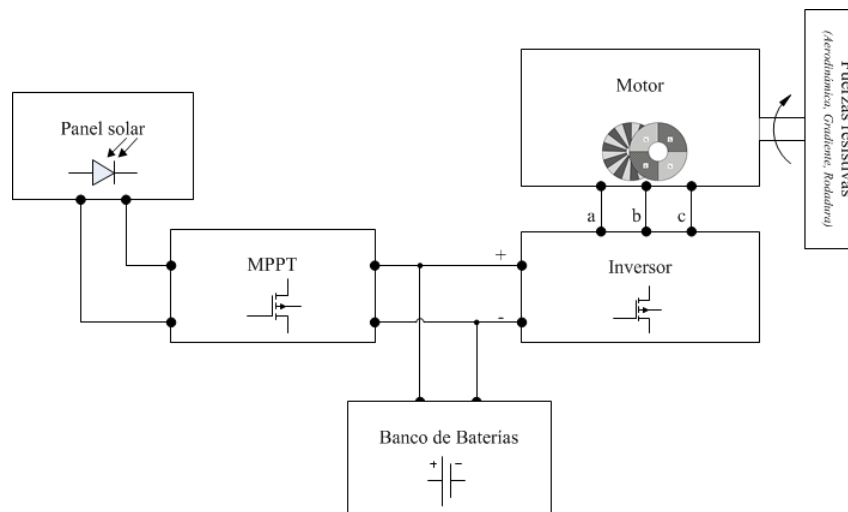 Panel solar
MPPT
+
-
Banco de Baterías
+ -
Motor
a b c
Inversor
Fuerzas resistivas
(Aerodinámica, Gradiente, Rodadura)